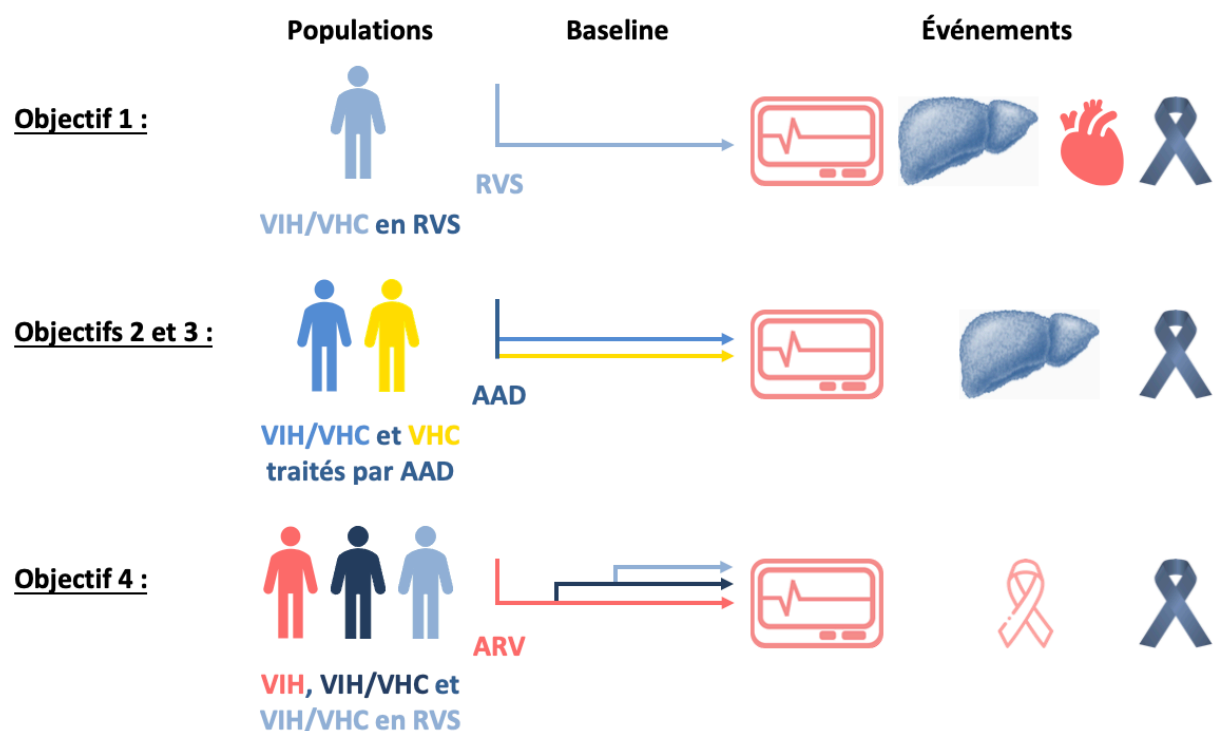 Populations Baseline Événements
Objectif 1 :
RVS
VIH/VHC en RVS
Objectifs 2 et 3 :
AAD
VIH/VHC et VHC
traités par AAD
Objectif 4 :
ARV
VIH, VIH/VHC et
VIH/VHC en RVS